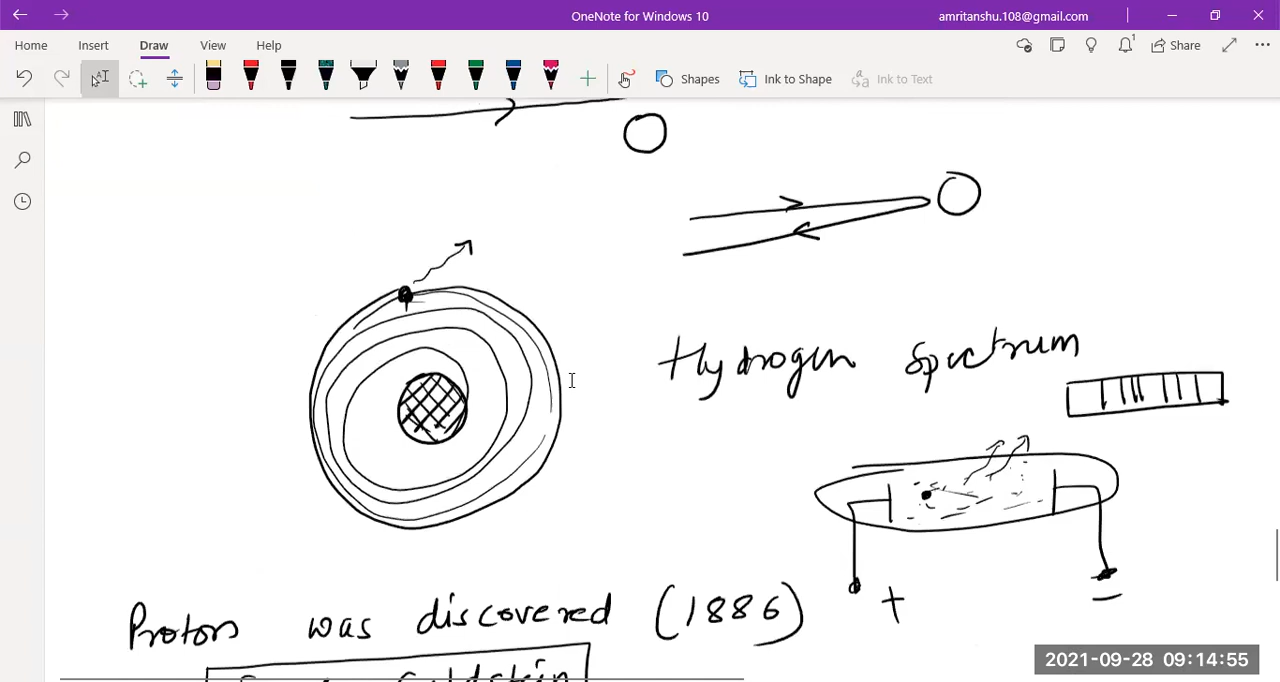 OneNote for Windows 10
amritanshu.108@gmail.com
Home Insert Draw View Help
Share
Shapes Ink to Shape Ink to Text
Hydrogen Spectrum
+ −
Proton was discovered (1886)
Goldstein
2021-09-28 09:14:55